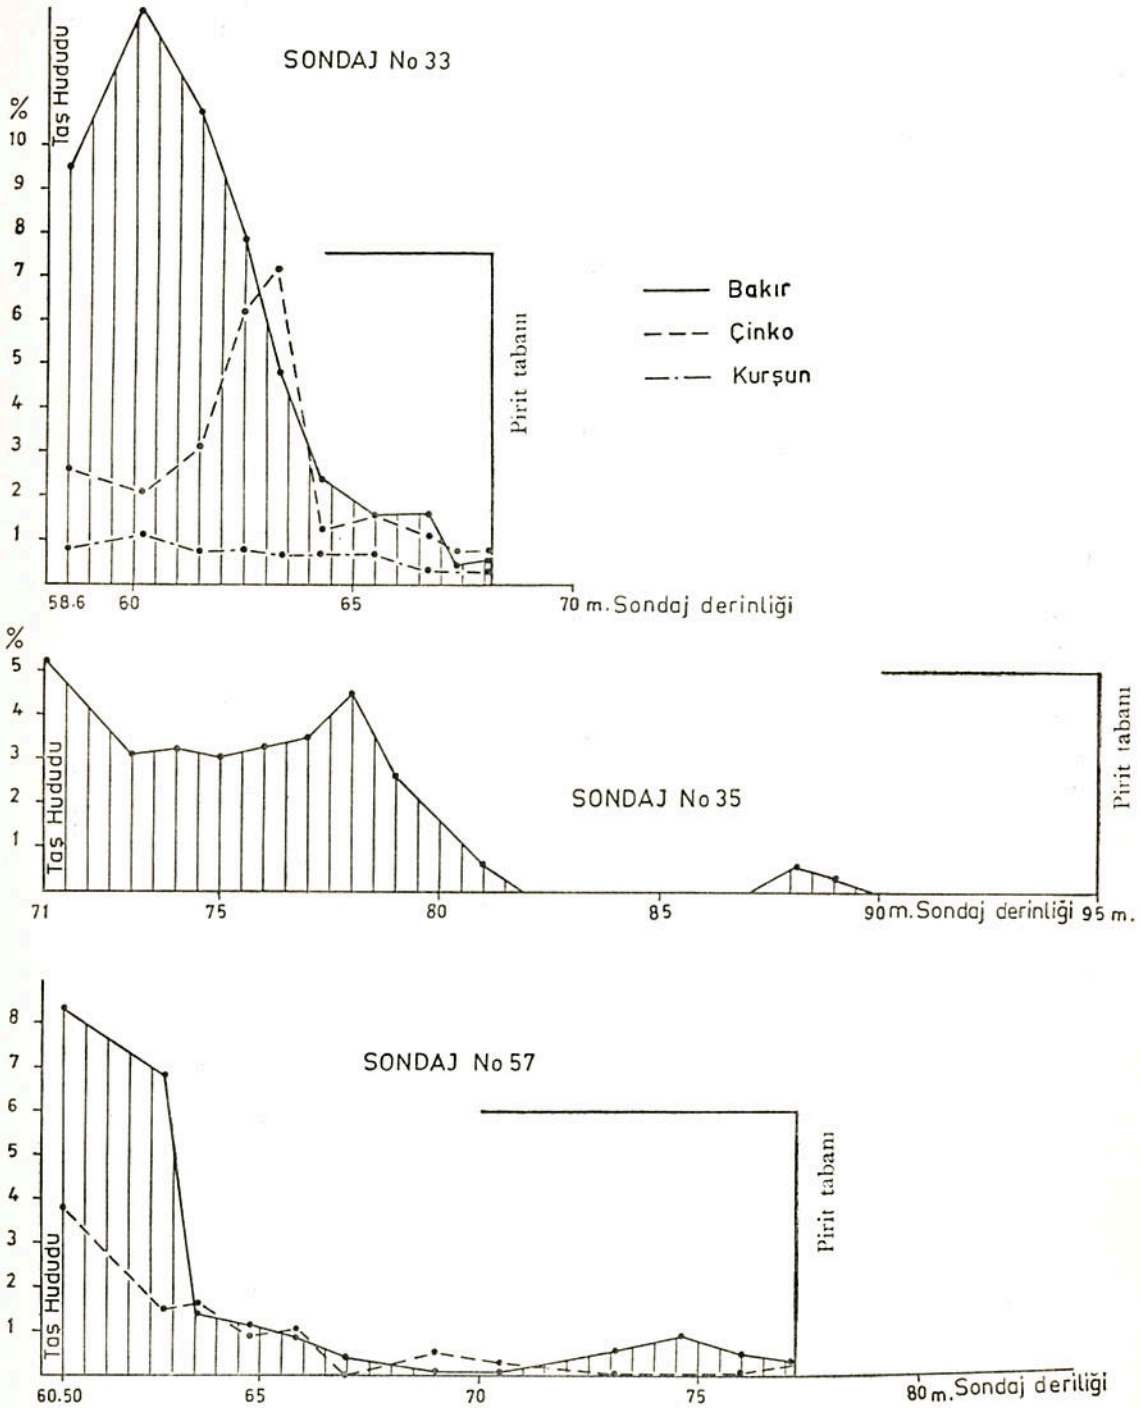 SONDAJ No 33
Taş Hududu
%
10
9
8
7
6
5
4
3
2
1
Bakır
Çinko
Kurşun
Pirit tabanı
58.6 60 65 70 m. Sondaj derinliği
%
5
4
3
2
1
Taş Hududu
SONDAJ No 35
Pirit tabanı
71 75 80 85 90 m. Sondaj derinliği 95 m.
8
7
6
5
4
3
2
1
Taş Hududu
SONDAJ No 57
Pirit tabanı
60.50 65 70 75 80 m. Sondaj deriliği